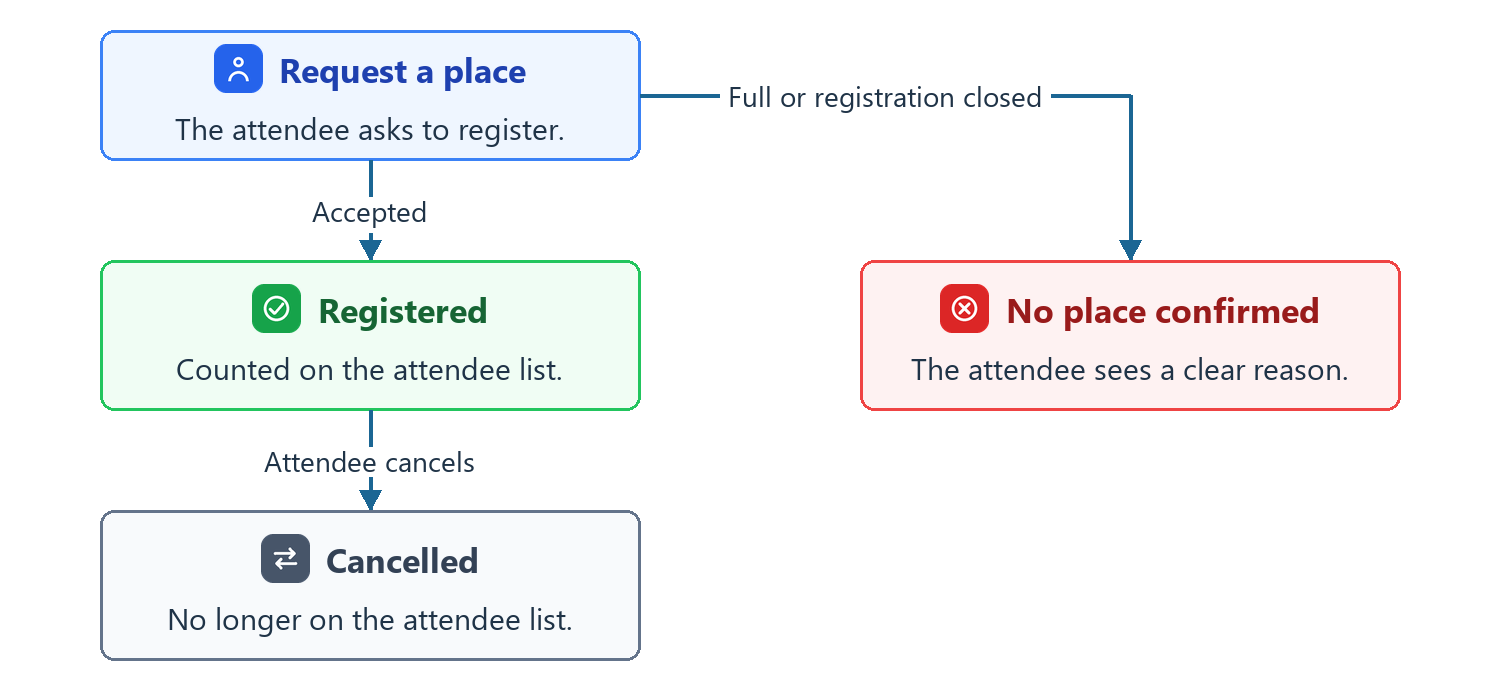 Request a place
The attendee asks to register.
Full or registration closed
Accepted
Registered
Counted on the attendee list.
No place confirmed
The attendee sees a clear reason.
Attendee cancels
Cancelled
No longer on the attendee list.